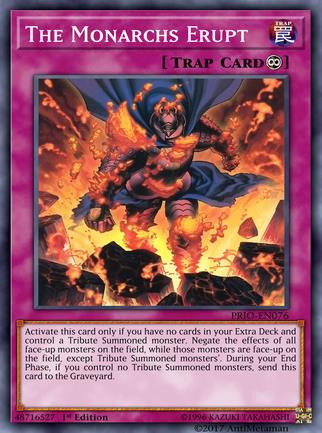 The Monarchs Erupt
TRAP
罠
[Trap Card∞]
PRIO-EN076
Activate this card only if you have no cards in your Extra Deck and
control a Tribute Summoned monster. Negate the effects of all
face-up monsters on the field, while those monsters are face-up on
the field, except Tribute Summoned monsters'. During your End
Phase, if you control no Tribute Summoned monsters, send this
card to the Graveyard.
48716527 1st Edition ©1996 KAZUKI TAKAHASHI
©2017 AntiMetaman